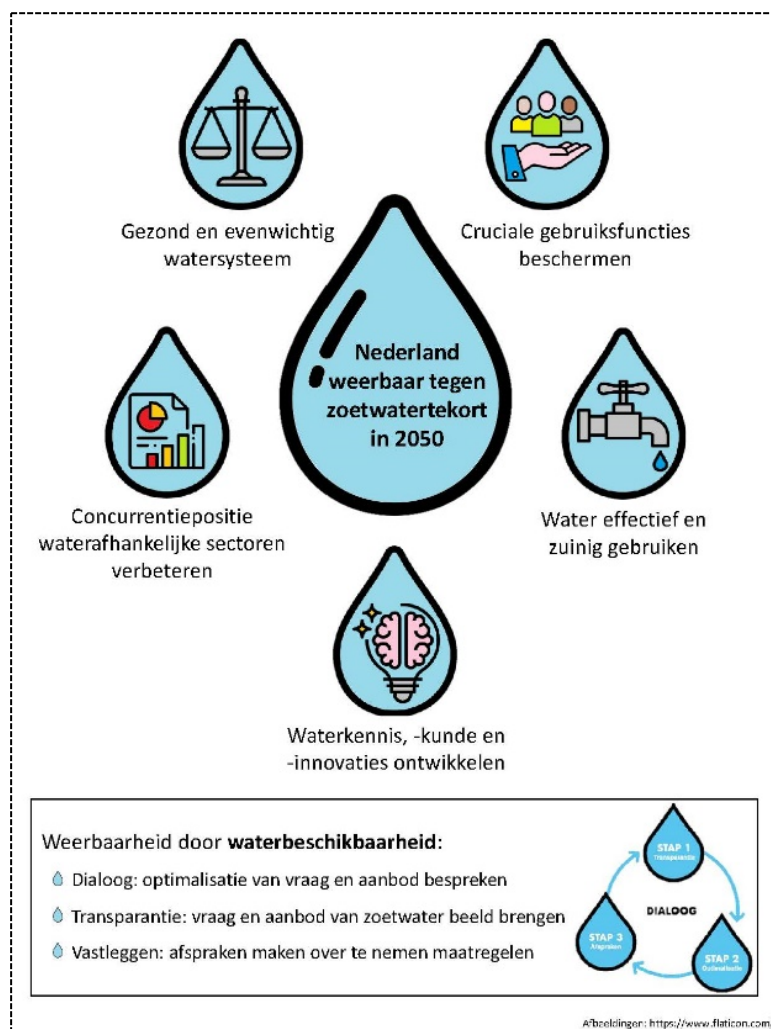 Gezond en evenwichtig
watersysteem
Cruciale gebruiksfuncties
beschermen
Nederland
weerbaar tegen
zoetwatertekort
in 2050
Concurrentiepositie
waterafhankelijke sectoren
verbeteren
Water effectief en
zuinig gebruiken
Waterkennis, -kunde en
-innovaties ontwikkelen
Weerbaarheid door waterbeschikbaarheid:
Dialoog: optimalisatie van vraag en aanbod bespreken
Transparantie: vraag en aanbod van zoetwater beeld brengen
Vastleggen: afspraken maken over te nemen maatregelen
STAP 1
Transparantie
DIALOOG
STAP 2
Optimalisatie
STAP 3
Afspraken
Afbeeldingen: https://www.flaticon.com/